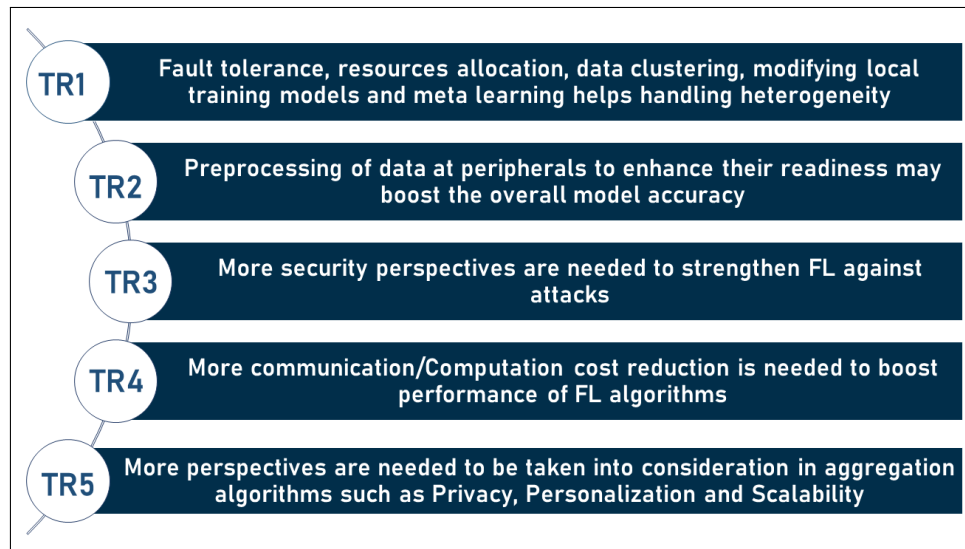 TR1
Fault tolerance, resources allocation, data clustering, modifying local
training models and meta learning helps handling heterogeneity
TR2
Preprocessing of data at peripherals to enhance their readiness may
boost the overall model accuracy
TR3
More security perspectives are needed to strengthen FL against
attacks
TR4
More communication/Computation cost reduction is needed to boost
performance of FL algorithms
TR5
More perspectives are needed to be taken into consideration in aggregation
algorithms such as Privacy, Personalization and Scalability